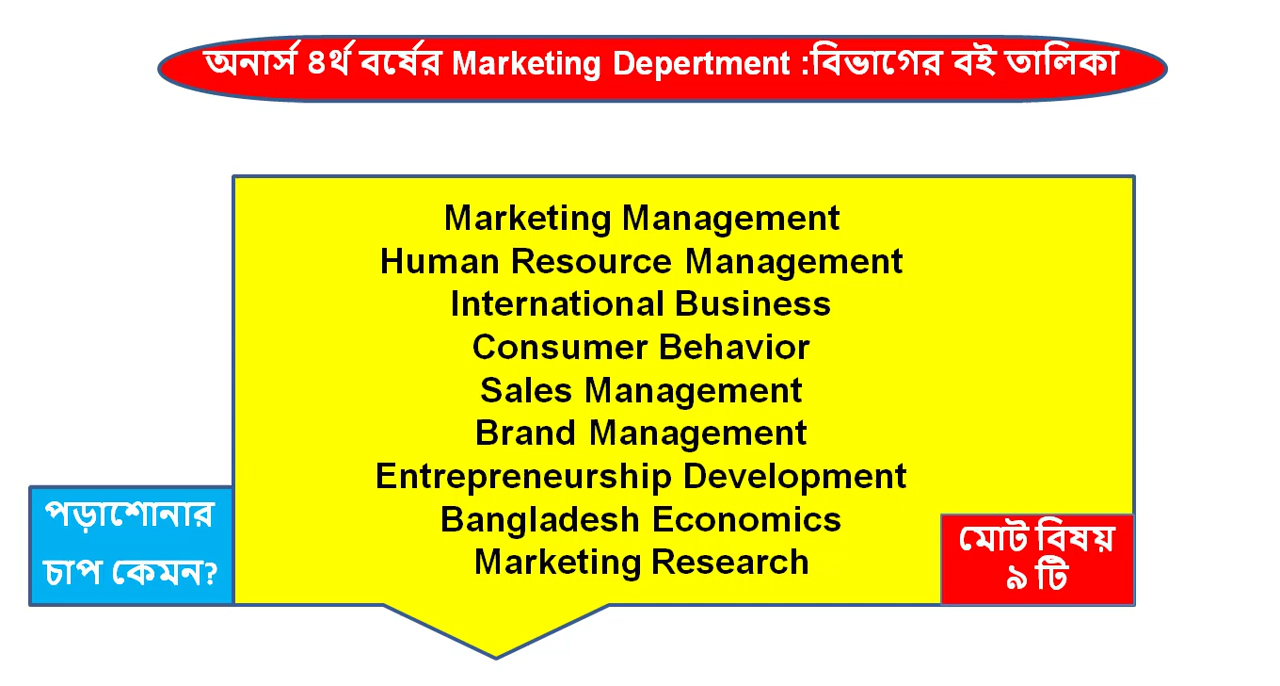 অনার্স ৪র্থ বর্ষের Marketing Depertment :বিভাগের বই তালিকা
Marketing Management
Human Resource Management
International Business
Consumer Behavior
Sales Management
Brand Management
Entrepreneurship Development
Bangladesh Economics
Marketing Research
পড়াশোনার
চাপ কেমন?
মোট বিষয়
৯ টি